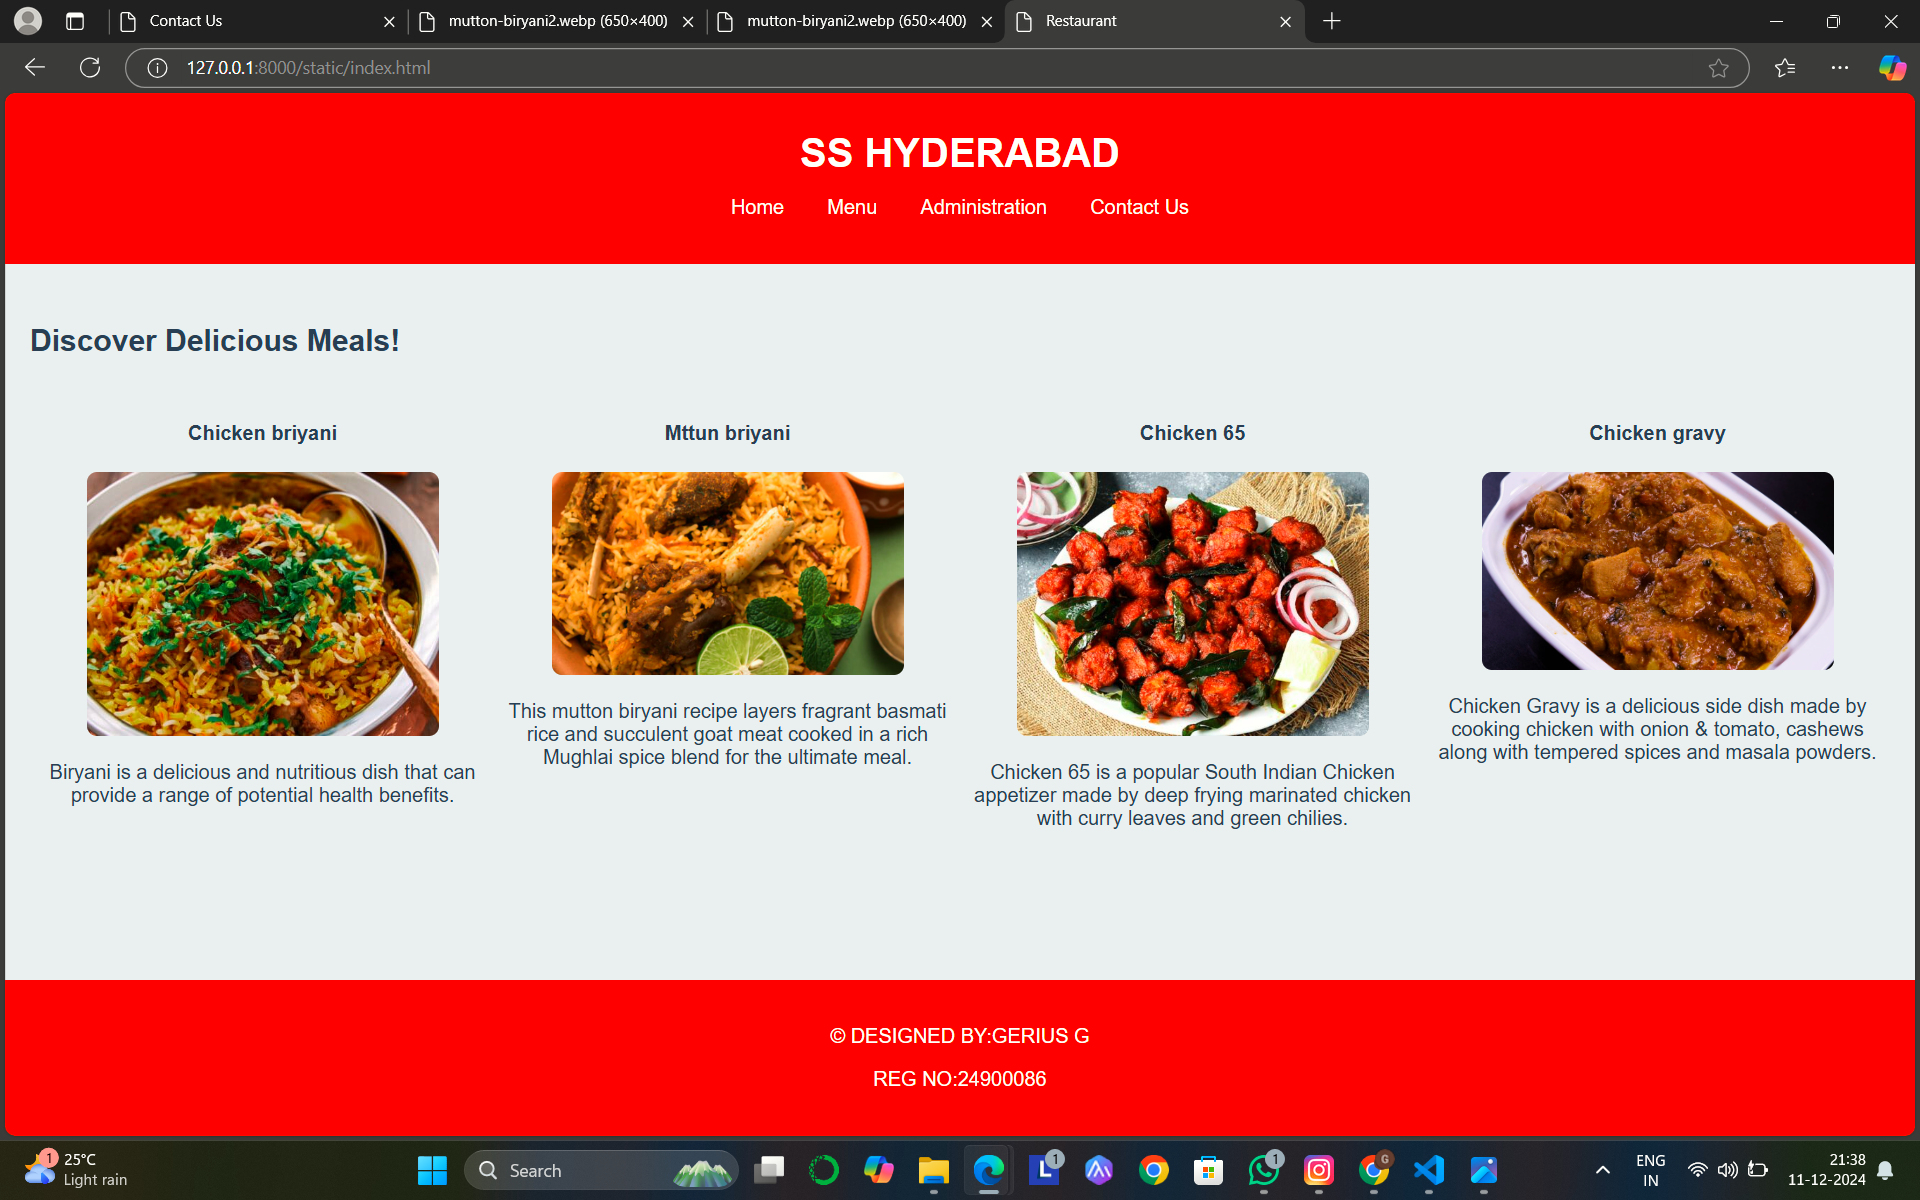 Contact Us
mutton-biryani2.webp (650×400)
mutton-biryani2.webp (650×400)
Restaurant
127.0.0.1:8000/static/index.html
SS HYDERABAD
Home Menu Administration Contact Us
Discover Delicious Meals!
Chicken briyani
Biryani is a delicious and nutritious dish that can
provide a range of potential health benefits.
Mttun briyani
This mutton biryani recipe layers fragrant basmati
rice and succulent goat meat cooked in a rich
Mughlai spice blend for the ultimate meal.
Chicken 65
Chicken 65 is a popular South Indian Chicken
appetizer made by deep frying marinated chicken
with curry leaves and green chilies.
Chicken gravy
Chicken Gravy is a delicious side dish made by
cooking chicken with onion & tomato, cashews
along with tempered spices and masala powders.
© DESIGNED BY:GERIUS G
REG NO:24900086
1
25°C
Light rain
Search
L 1
1
G
ENG
IN
21:38
11-12-2024